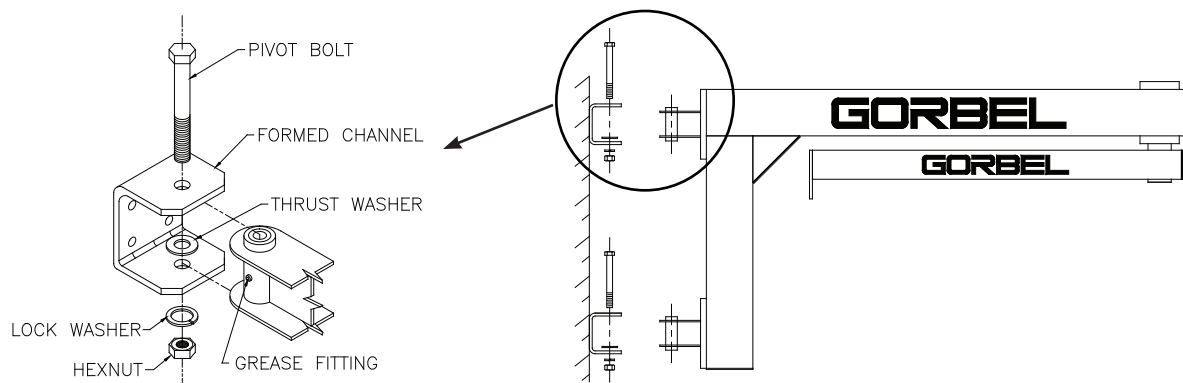 PIVOT BOLT
FORMED CHANNEL
THRUST WASHER
LOCK WASHER
HEXNUT
GREASE FITTING
GORBEL
GORBEL